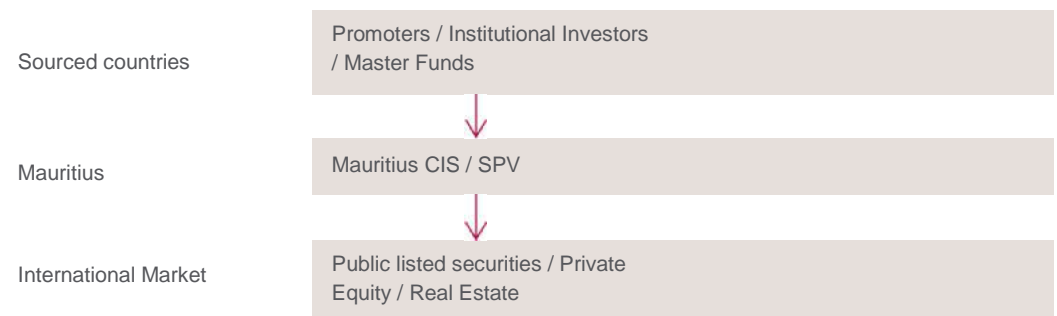 Sourced countries
Promoters / Institutional Investors
/ Master Funds
Mauritius
Mauritius CIS / SPV
International Market
Public listed securities / Private
Equity / Real Estate